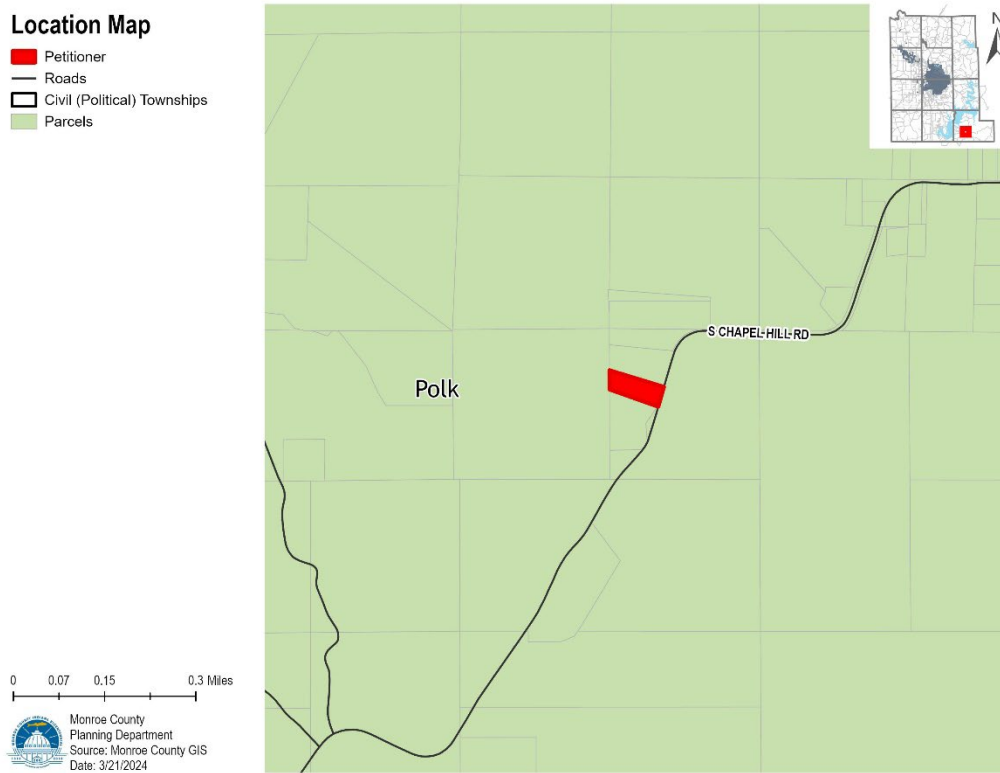 Location Map
Petitioner
Roads
Civil (Political) Townships
Parcels
N
S CHAPEL-HILL-RD
Polk
0 0.07 0.15 0.3 Miles
Monroe County
Planning Department
Source: Monroe County GIS
Date: 3/21/2024